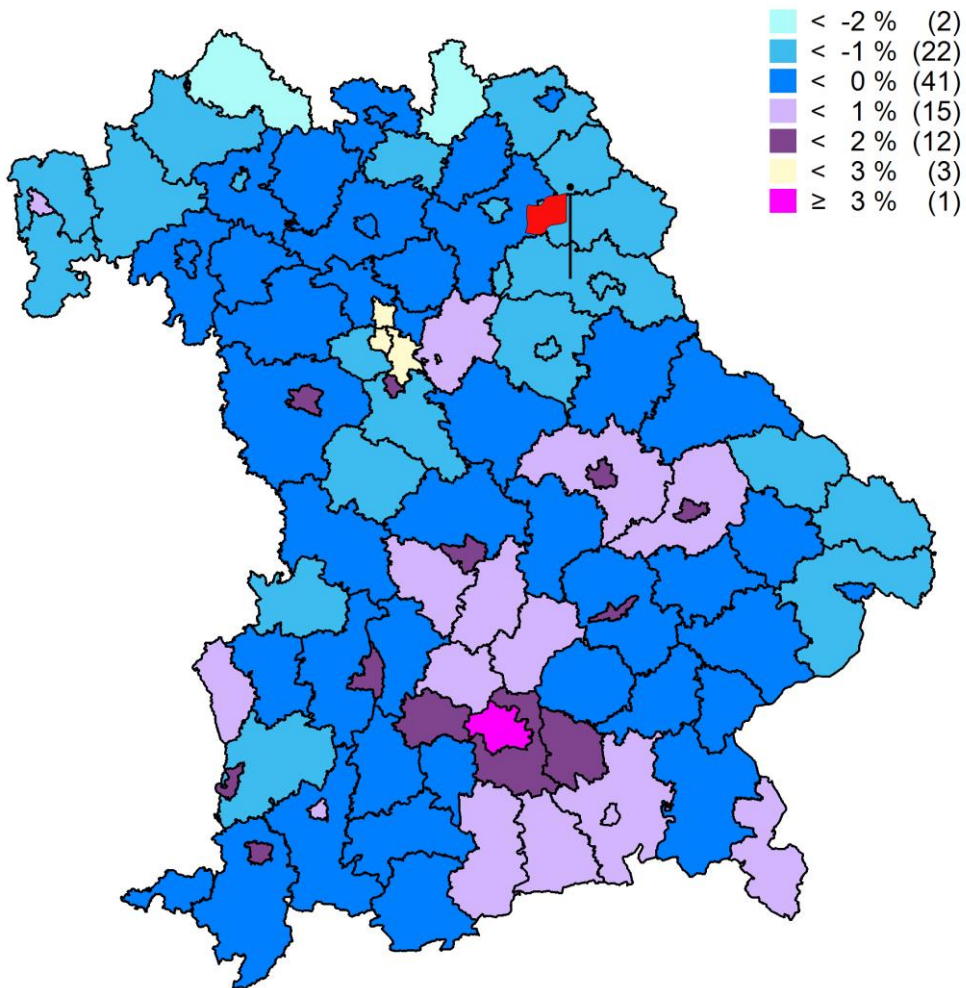 < -2 % (2)
< -1 % (22)
< 0 % (41)
< 1 % (15)
< 2 % (12)
< 3 % (3)
≥ 3 % (1)